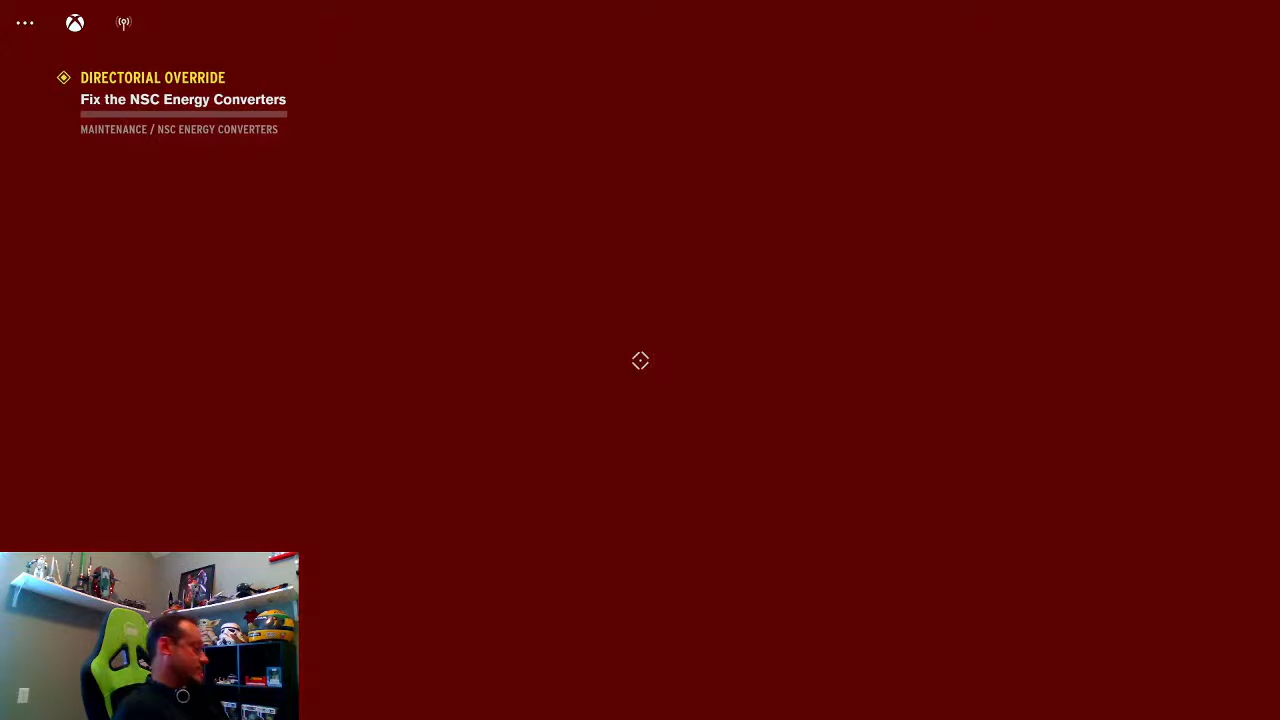 DIRECTORIAL OVERRIDE
Fix the NSC Energy Converters
MAINTENANCE / NSC ENERGY CONVERTERS